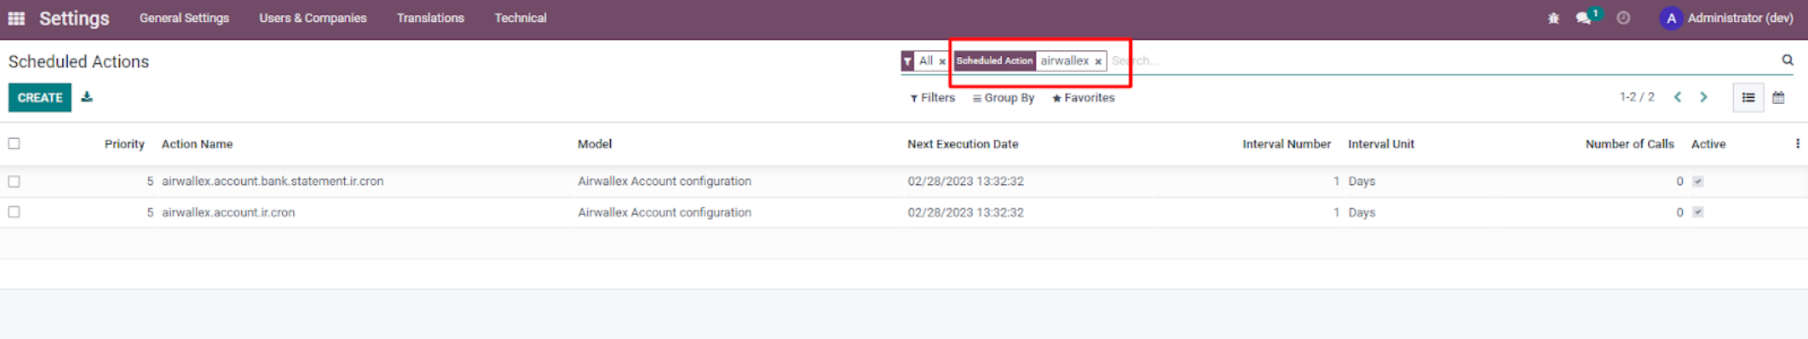 Settings General Settings Users & Companies Translations Technical 1 A Administrator (dev)
Scheduled Actions All × Scheduled Action airwallex × Search...
CREATE Filters Group By Favorites 1-2 / 2
Priority Action Name Model Next Execution Date Interval Number Interval Unit Number of Calls Active
5 airwallex.account.bank.statement.ir.cron Airwallex Account configuration 02/28/2023 13:32:32 1 Days 0
5 airwallex.account.ir.cron Airwallex Account configuration 02/28/2023 13:32:32 1 Days 0